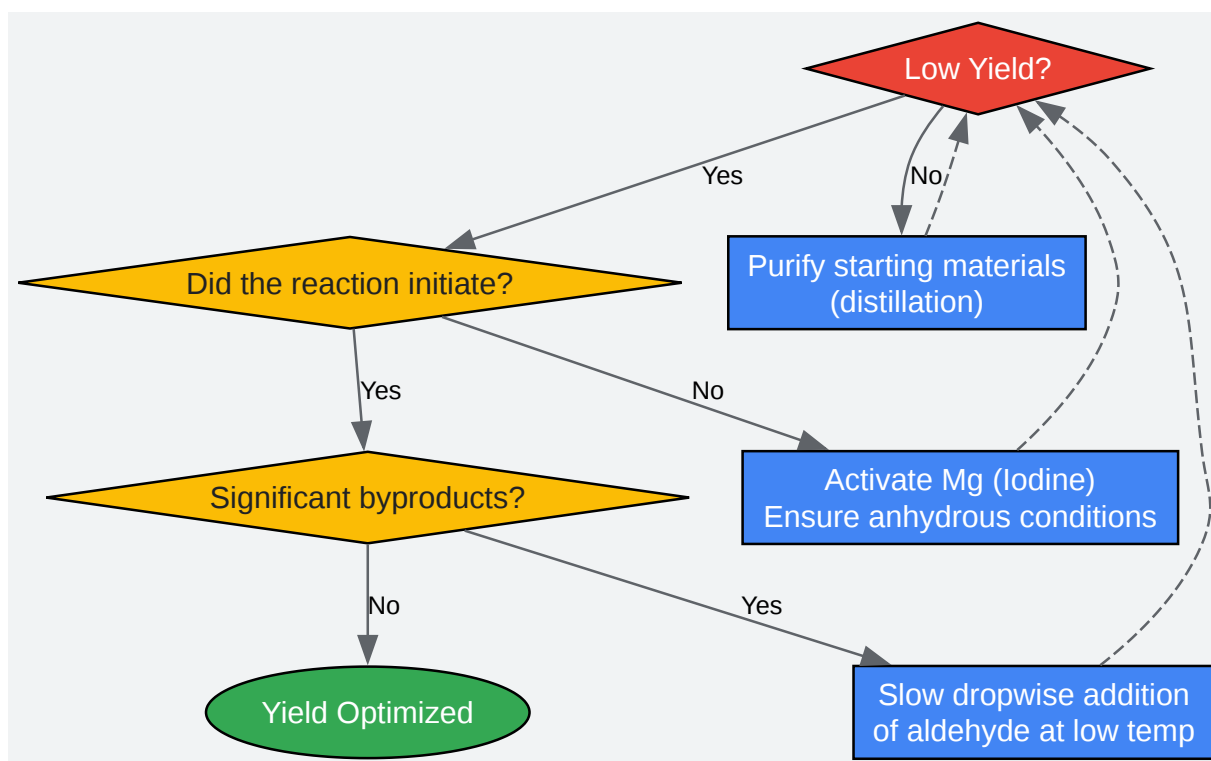 Low Yield?
Yes
No
Did the reaction initiate?
Purify starting materials
(distillation)
Yes
No
Significant byproducts?
Activate Mg (Iodine)
Ensure anhydrous conditions
No
Yes
Yield Optimized
Slow dropwise addition
of aldehyde at low temp